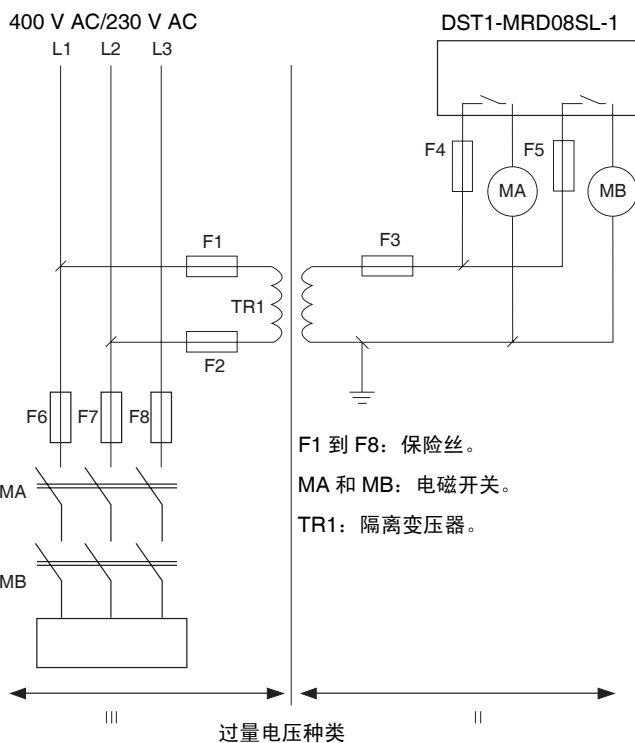 400 V AC/230 V AC
L1 L2 L3
DST1-MRD08SL-1
F4 F5
MA MB
F1 F3
TR1
F2
F6 F7 F8
F1 到 F8：保险丝。
MA 和 MB：电磁开关。
TR1：隔离变压器。
MA
MB
III II
过量电压种类